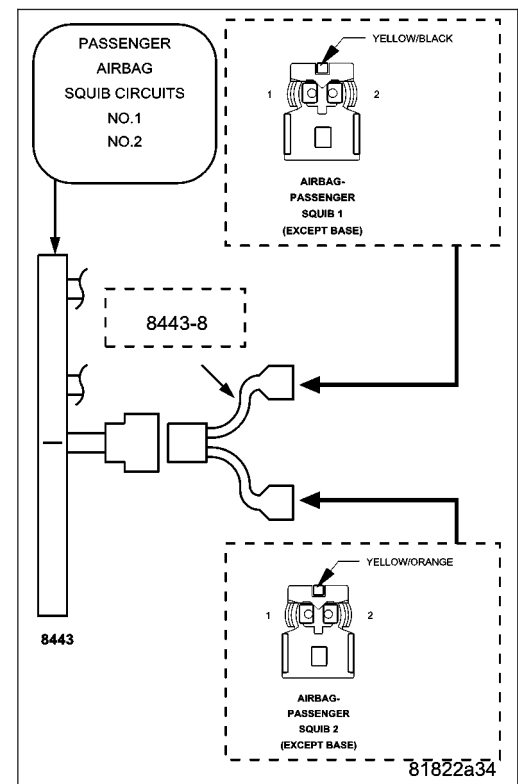 PASSENGER
AIRBAG
SQUIB CIRCUITS
NO.1
NO.2
YELLOW/BLACK
1
2
AIRBAG-
PASSENGER
SQUIB 1
(EXCEPT BASE)
8443-8
8443
YELLOW/ORANGE
1
2
AIRBAG-
PASSENGER
SQUIB 2
(EXCEPT BASE)
81822a34